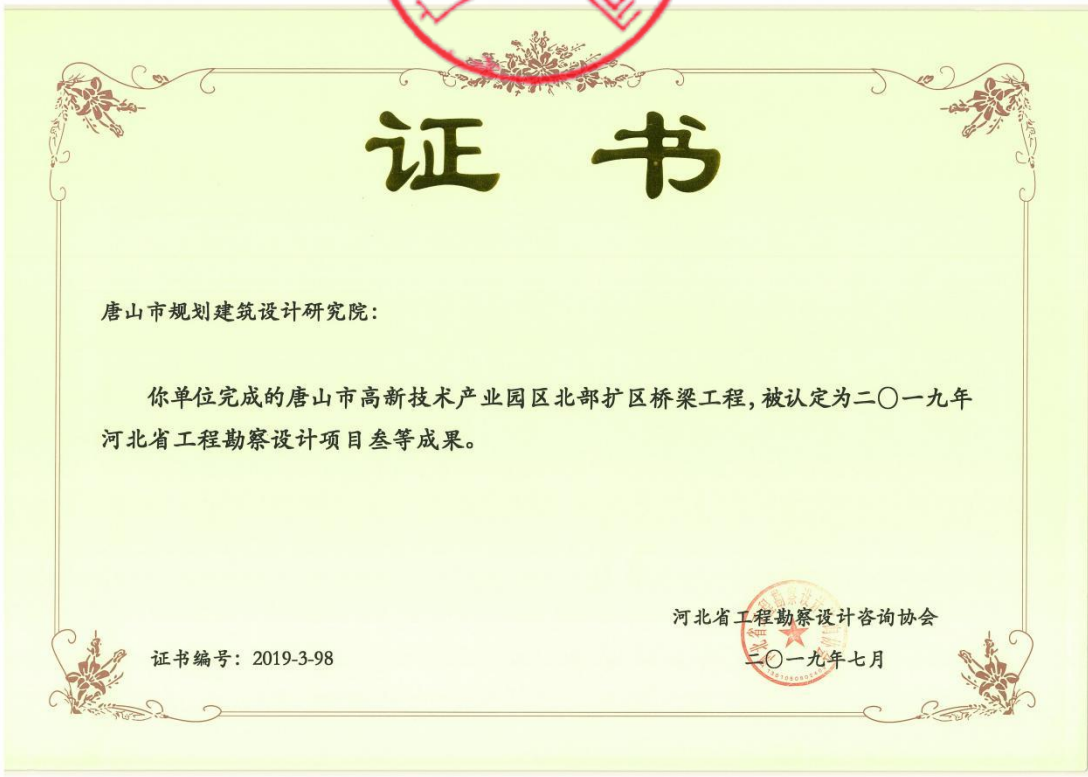 证 书
唐山市规划建筑设计研究院：
你单位完成的唐山市高新技术产业园区北部扩区桥梁工程，被认定为二〇一九年
河北省工程勘察设计项目叁等成果。
河北省工程勘察设计咨询协会
证书编号：2019-3-98
二〇一九年七月